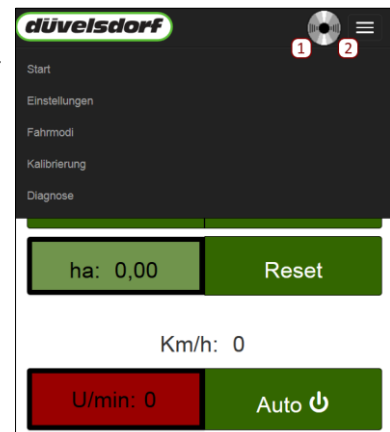 düvelsdorf
1 2
Start
Einstellungen
Fahrmodi
Kalibrierung
Diagnose
ha: 0,00 Reset
Km/h: 0
U/min: 0 Auto